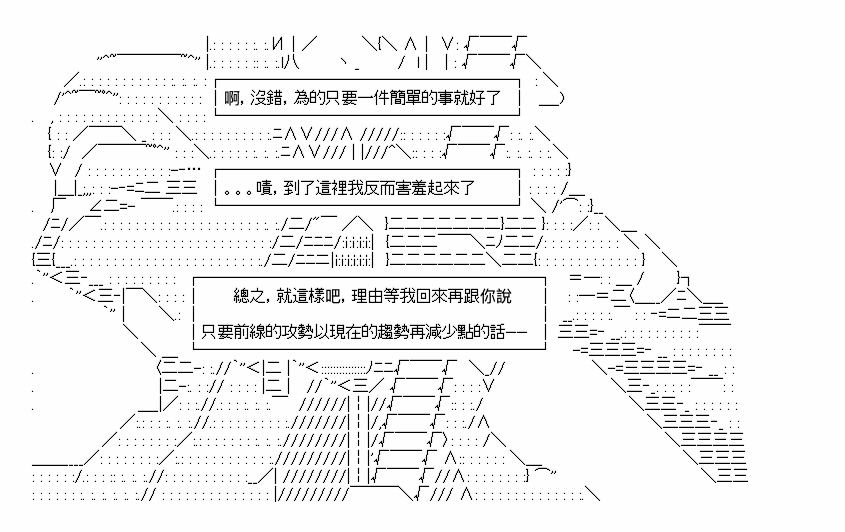 啊，沒錯，為的只要一件簡單的事就好了
。。。嘖，到了這裡我反而害羞起來了
總之，就這樣吧，理由等我回來再跟你說
只要前線的攻勢以現在的趨勢再減少點的話——